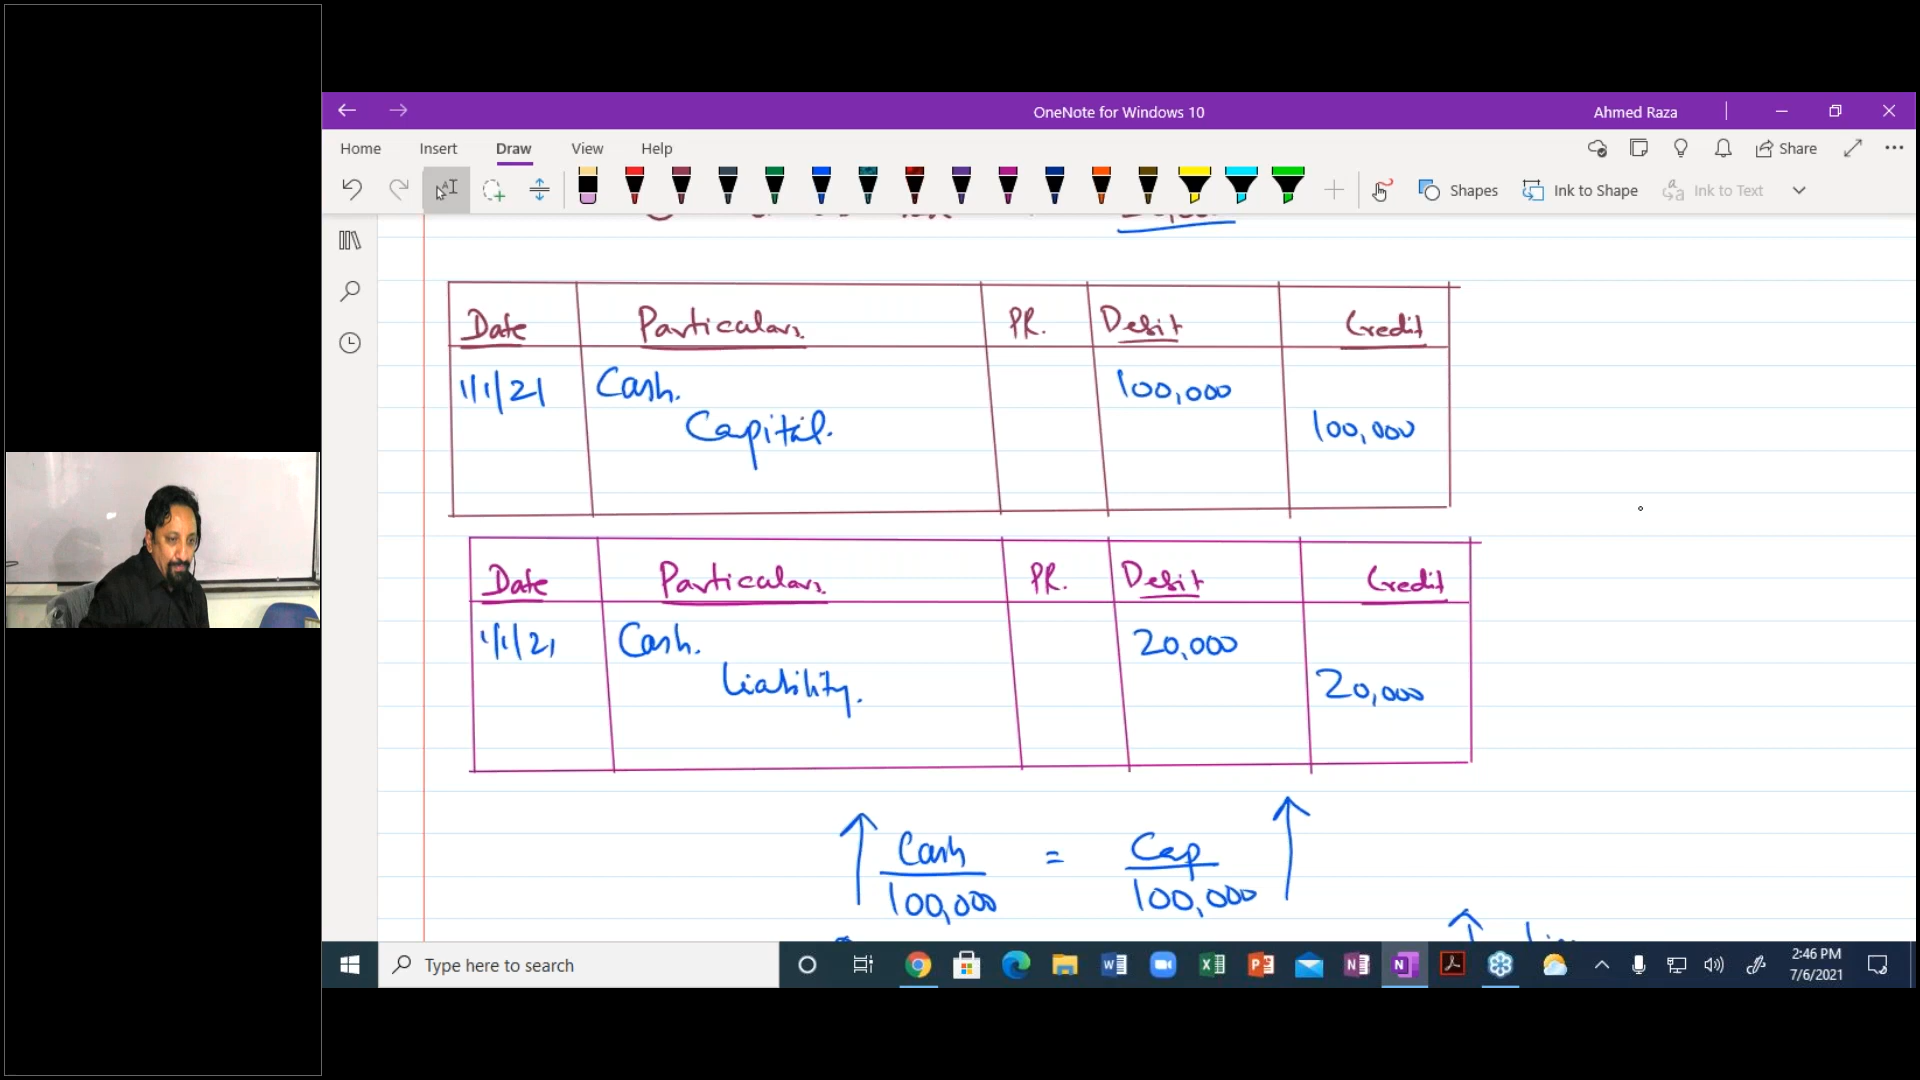 OneNote for Windows 10
Ahmed Raza
Home Insert Draw View Help
Share
Shapes Ink to Shape Ink to Text
Date Particulars. PR. Debit Credit
1/1/21 Cash. 100,000
Capital. 100,000
Date Particulars. PR. Debit Credit
1/1/21 Cash. 20,000
Liability. 20,000
Cash = Cap
100,000 100,000
Type here to search
2:46 PM
7/6/2021